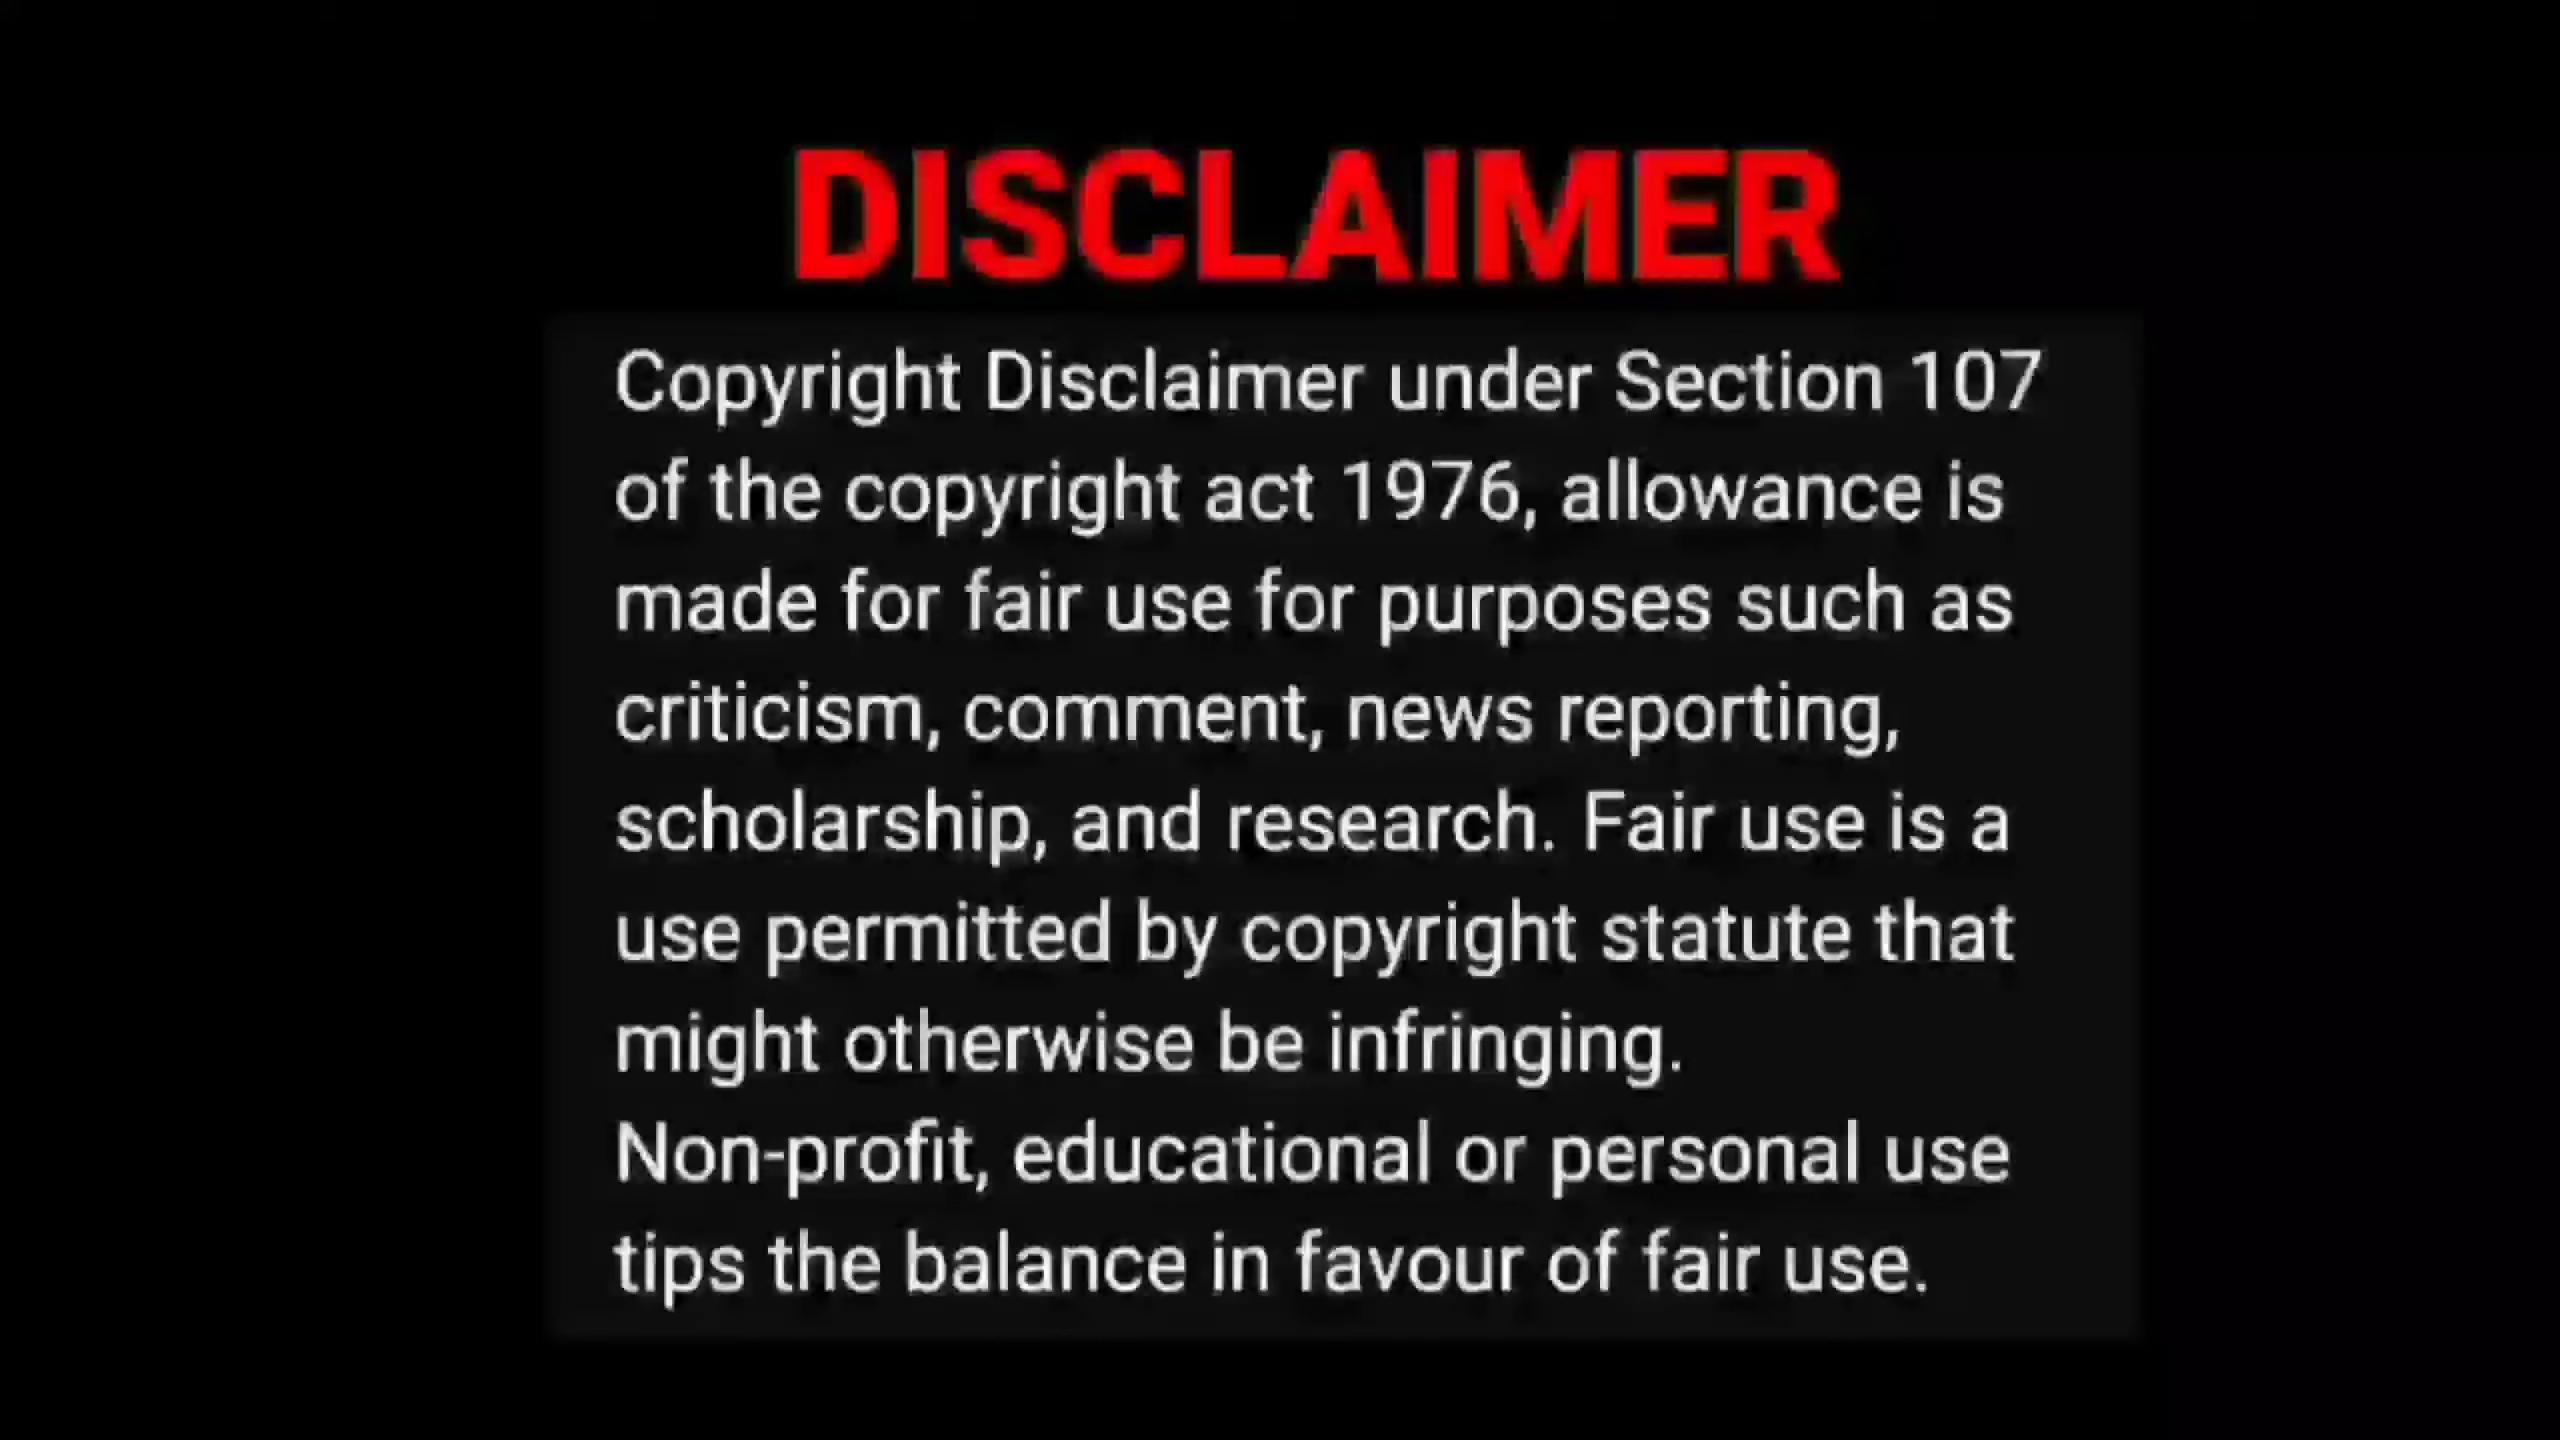 DISCLAIMER
Copyright Disclaimer under Section 107
of the copyright act 1976, allowance is
made for fair use for purposes such as
criticism, comment, news reporting,
scholarship, and research. Fair use is a
use permitted by copyright statute that
might otherwise be infringing.
Non-profit, educational or personal use
tips the balance in favour of fair use.